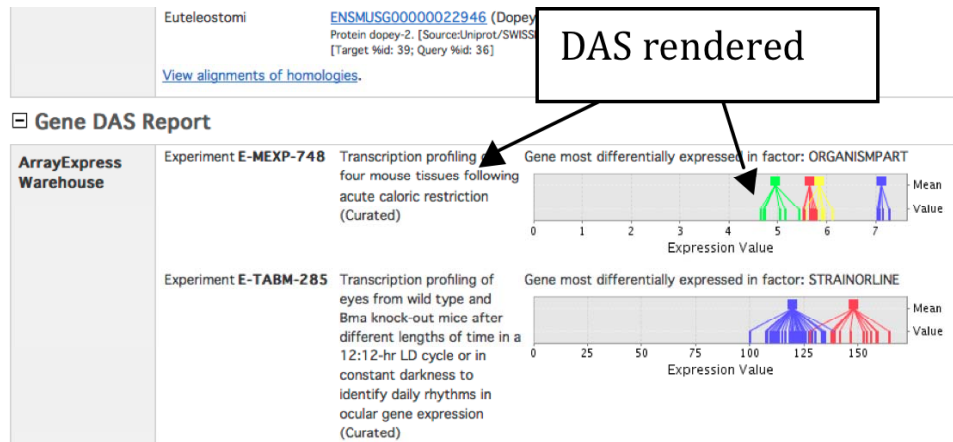 Euteleostomi
ENSMUSG00000022946 (Dopey
Protein dopey-2. [Source:Uniprot/SWISS
[Target %id: 39; Query %id: 36]
View alignments of homologies.
DAS rendered
Gene DAS Report
ArrayExpress
Warehouse
Experiment E-MEXP-748
Transcription profiling
four mouse tissues following
acute caloric restriction
(Curated)
Gene most differentially expressed in factor: ORGANISMPART
Mean
Value
0 1 2 3 4 5 6 7
Expression Value
Experiment E-TABM-285
Transcription profiling of
eyes from wild type and
Bma knock-out mice after
different lengths of time in a
12:12-hr LD cycle or in
constant darkness to
identify daily rhythms in
ocular gene expression
(Curated)
Gene most differentially expressed in factor: STRAINORLINE
Mean
Value
0 25 50 75 100 125 150
Expression Value